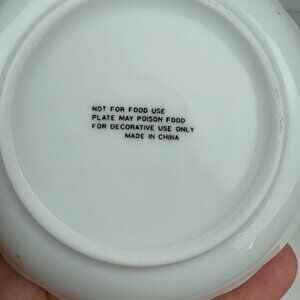 NOT FOR FOOD USE
PLATE MAY POISON FOOD
FOR DECORATIVE USE ONLY
MADE IN CHINA